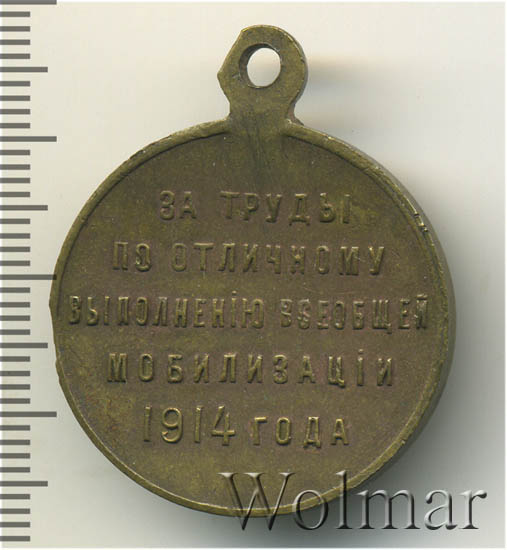 ЗА ТРУДЫ
ПО ОТЛИЧНОМУ
ВЫПОЛНЕНІЮ ВСЕОБЩЕЙ
МОБИЛИЗАЦІИ
1914 ГОДА
Wolmar